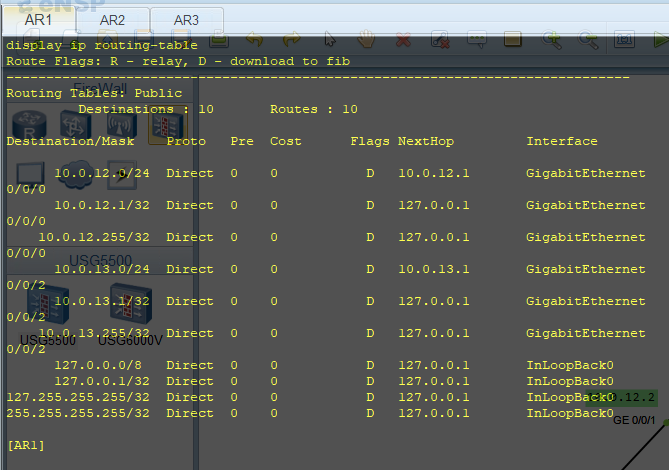 eNSP
AR1 AR2 AR3
display ip routing-table
Route Flags: R - relay, D - download to fib
------------------------------------------------------------------------------
Routing Tables: Public
Destinations : 10 Routes : 10
FireWall
Destination/Mask Proto Pre Cost Flags NextHop Interface
10.0.12.0/24 Direct 0 0 D 10.0.12.1 GigabitEthernet
0/0/0
10.0.12.1/32 Direct 0 0 D 127.0.0.1 GigabitEthernet
0/0/0
10.0.12.255/32 Direct 0 0 D 127.0.0.1 GigabitEthernet
0/0/0
USG5500
10.0.13.0/24 Direct 0 0 D 10.0.13.1 GigabitEthernet
0/0/2
10.0.13.1/32 Direct 0 0 D 127.0.0.1 GigabitEthernet
0/0/2
10.0.13.255/32 Direct 0 0 D 127.0.0.1 GigabitEthernet
0/0/2
USG5500 USG6000V
127.0.0.0/8 Direct 0 0 D 127.0.0.1 InLoopBack0
127.0.0.1/32 Direct 0 0 D 127.0.0.1 InLoopBack0
127.255.255.255/32 Direct 0 0 D 127.0.0.1 InLoopBack0
255.255.255.255/32 Direct 0 0 D 127.0.0.1 InLoopBack0
GE 0/0/1
[AR1]